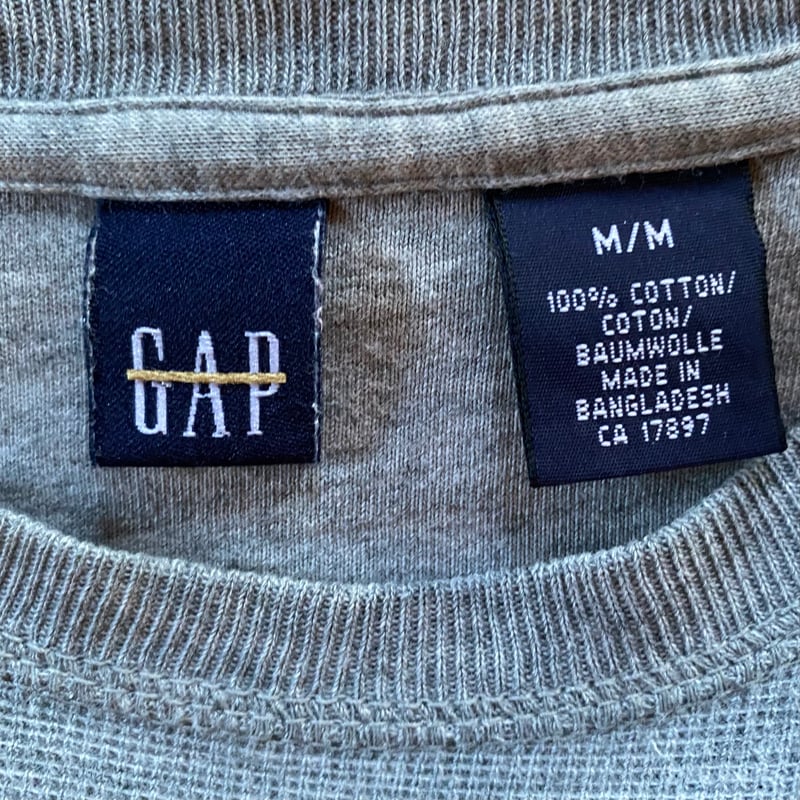 GAP
M/M
100% COTTON/
COTON/
BAUMWOLLE
MADE IN
BANGLADESH
CA 17897